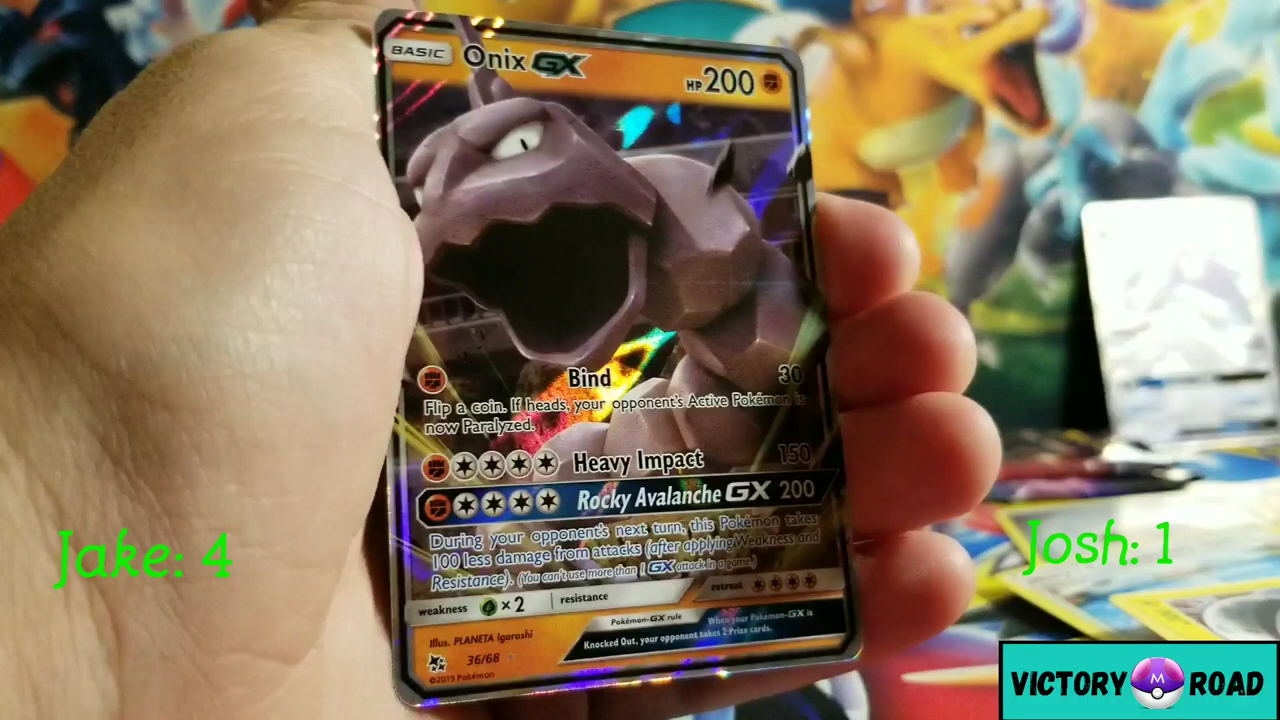 BASIC Onix GX HP 200
Bind 30
Flip a coin. If heads, your opponent's Active Pokémon is
now Paralyzed.
Heavy Impact 150
Rocky Avalanche GX 200
During your opponent's next turn, this Pokémon takes
100 less damage from attacks (after applying Weakness and
Resistance). (You can't use more than 1 GX attack in a game.)
weakness ×2 resistance retreat
Pokémon-GX rule When your Pokémon-GX is
Knocked Out, your opponent takes 2 Prize cards.
Illus. PLANETA Igarashi
36/68
©2019 Pokémon
Jake: 4
Josh: 1
VICTORY M ROAD